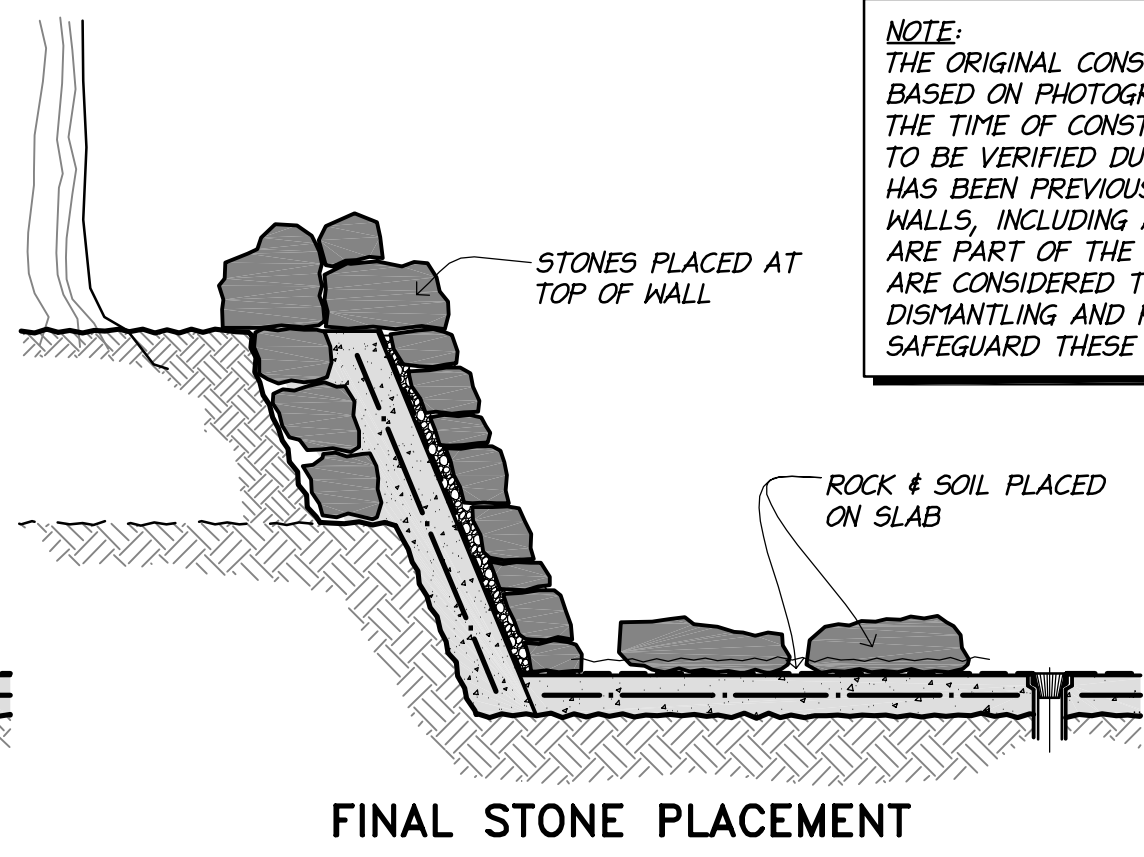 NOTE:
THE ORIGINAL CONS
BASED ON PHOTOGR
THE TIME OF CONST
TO BE VERIFIED DU
HAS BEEN PREVIOUS
WALLS, INCLUDING A
ARE PART OF THE
ARE CONSIDERED T
DISMANTLING AND R
SAFEGUARD THESE
STONES PLACED AT
TOP OF WALL
ROCK & SOIL PLACED
ON SLAB
FINAL STONE PLACEMENT